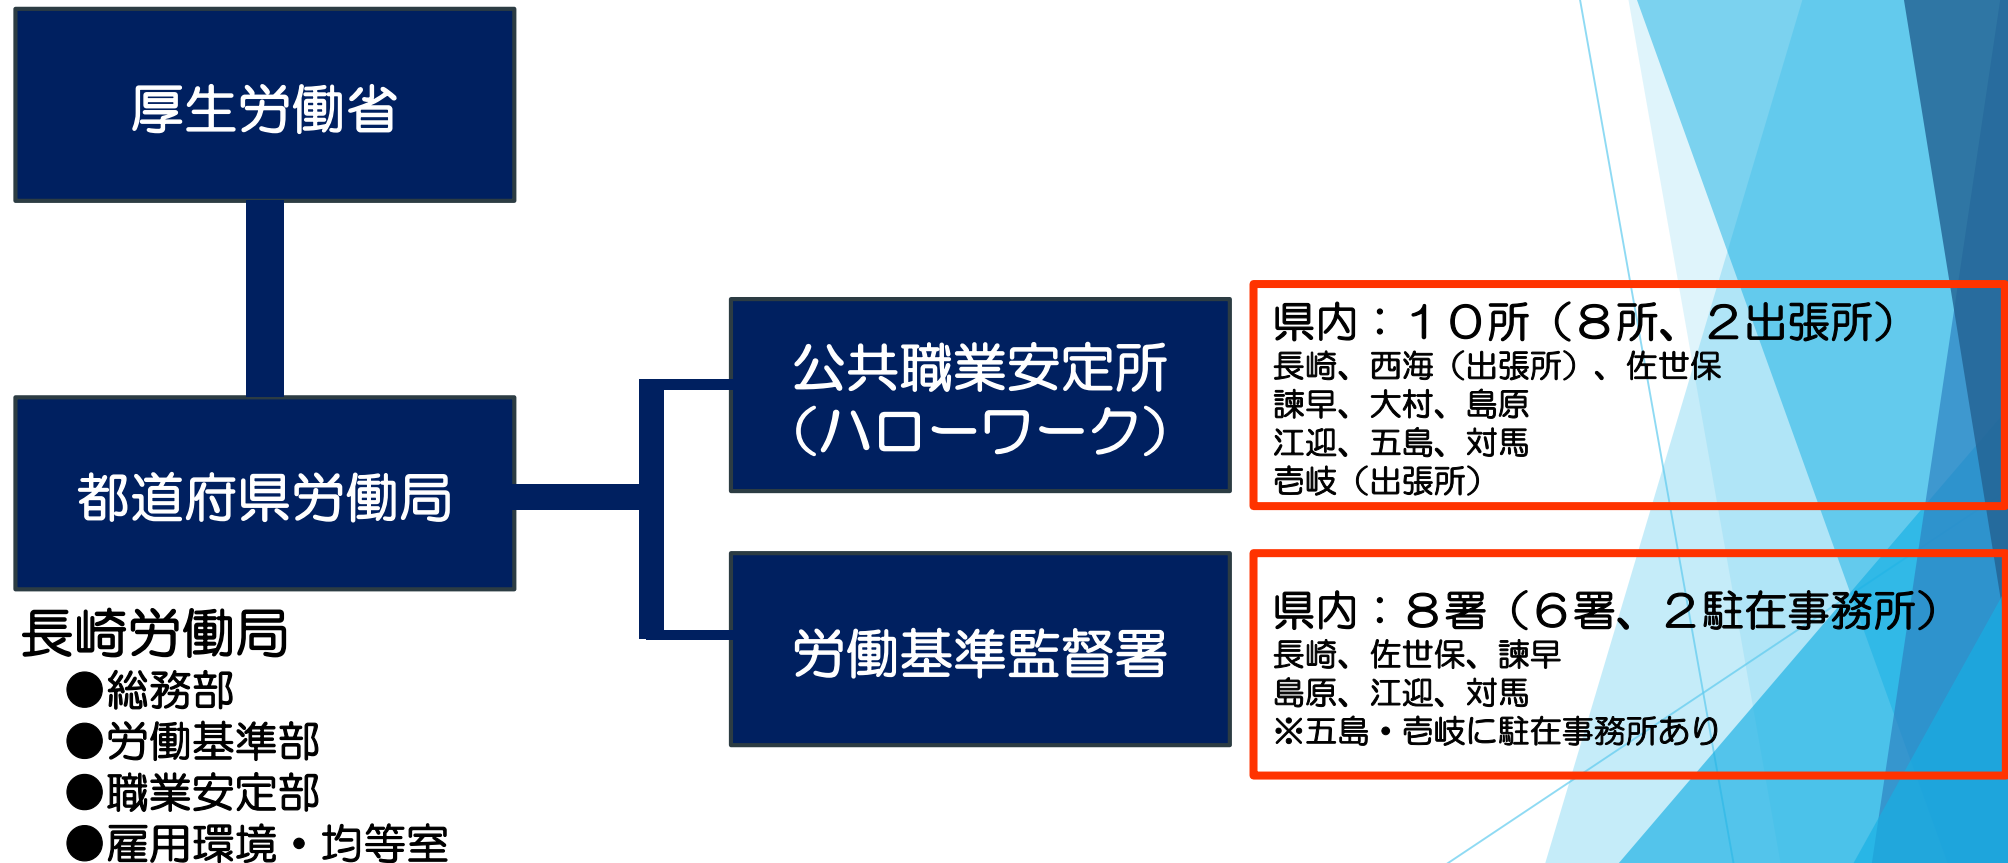 厚生労働省
都道府県労働局
長崎労働局
●総務部
●労働基準部
●職業安定部
●雇用環境・均等室
公共職業安定所
（ハローワーク）
県内：１０所（８所、２出張所）
長崎、西海（出張所）、佐世保
諫早、大村、島原
江迎、五島、対馬
壱岐（出張所）
労働基準監督署
県内：８署（６署、２駐在事務所）
長崎、佐世保、諫早
島原、江迎、対馬
※五島・壱岐に駐在事務所あり